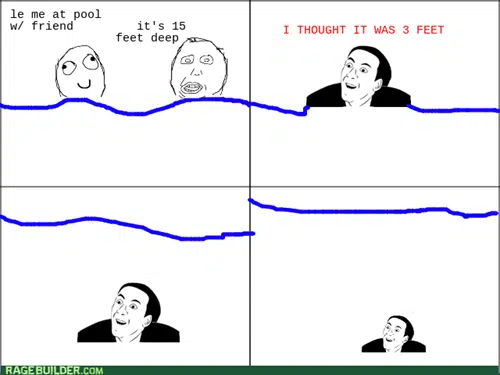 le me at pool
w/ friend
it's 15
feet deep
I THOUGHT IT WAS 3 FEET
RAGEBUILDER.COM